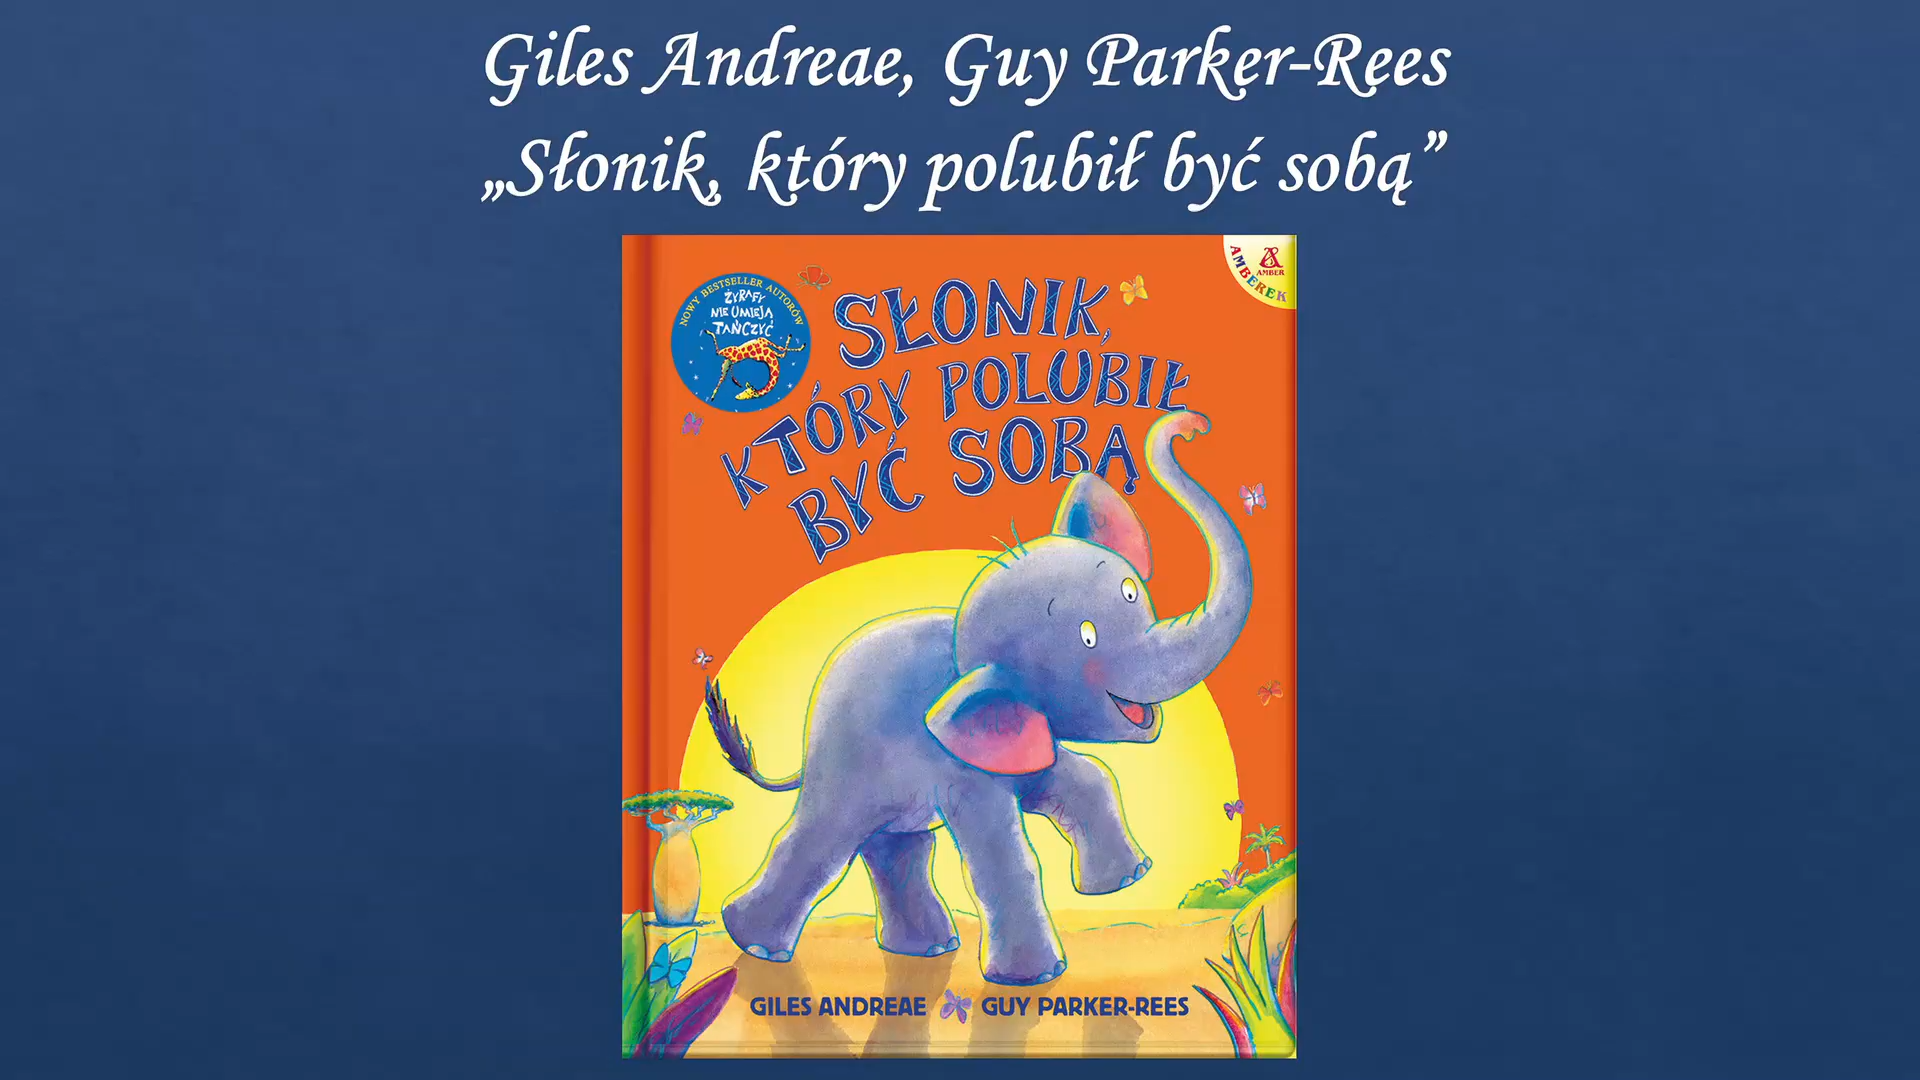 Giles Andreae, Guy Parker-Rees
„Słonik, który polubił być sobą”
NOWY BESTSELLER AUTORÓW
ŻYRAFY
NIE UMIEJĄ
TAŃCZYĆ
AMBER
AMBEREK
SŁONIK,
KTÓRY POLUBIŁ
BYĆ SOBĄ
GILES ANDREAE GUY PARKER-REES